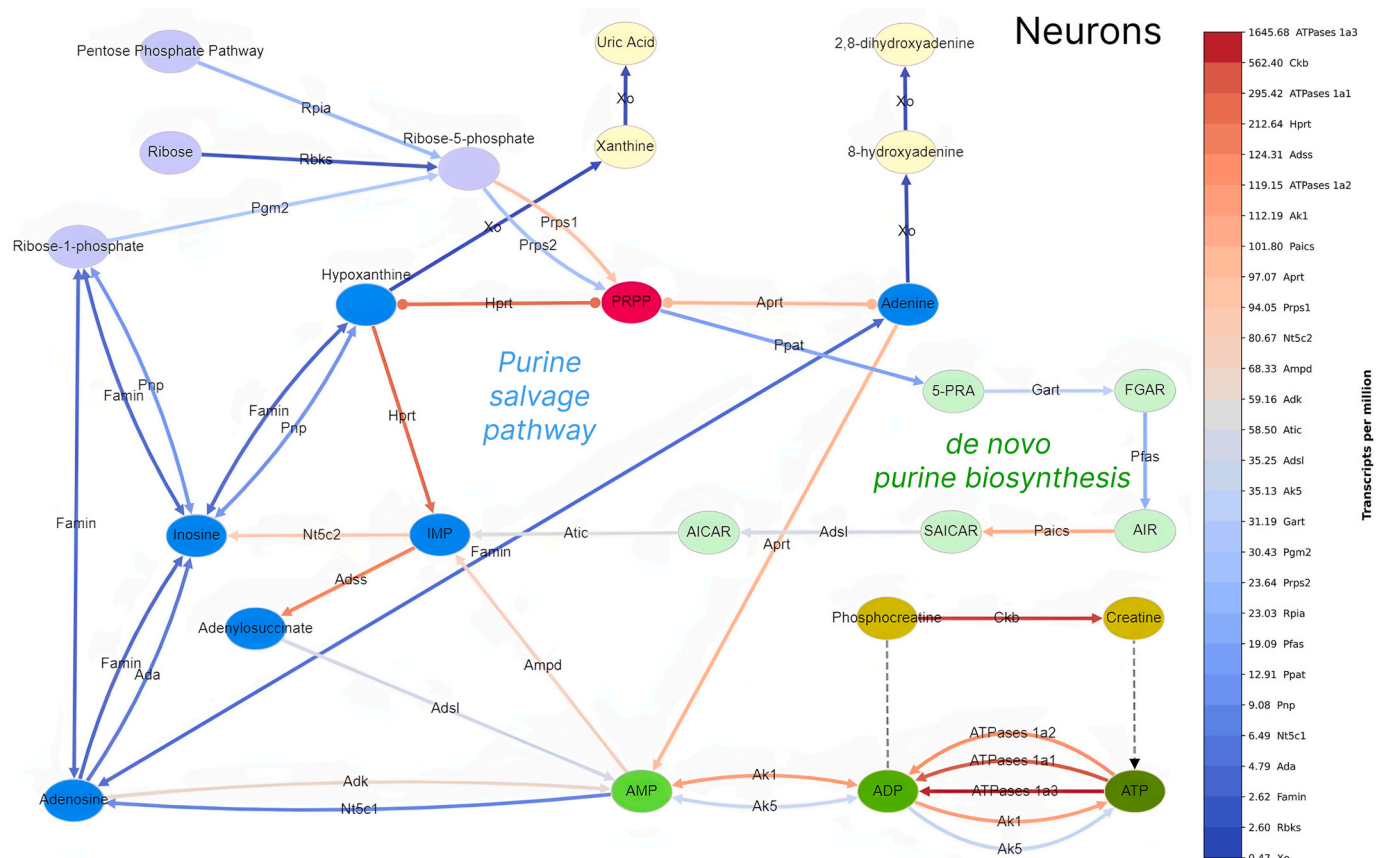 Neurons
Pentose Phosphate Pathway
Uric Acid
2,8-dihydroxyadenine
Rpia
Xo
Xo
Ribose
Rbks
Ribose-5-phosphate
Xanthine
8-hydroxyadenine
Pgm2
Prps1
Xo
Xo
Prps2
Ribose-1-phosphate
Hypoxanthine
Hprt
PRPP
Aprt
Adenine
Ppat
Purine
salvage
pathway
Pnp
Famin
Famin
Pnp
Hprt
5-PRA
Gart
FGAR
de novo
purine biosynthesis
Pfas
Famin
Inosine
Nt5c2
IMP
Famin
Atic
AICAR
Aprt
Adsl
SAICAR
Paics
AIR
Adss
Adenylosuccinate
Phosphocreatine
Ckb
Creatine
Famin
Ada
Ampd
Adsl
ATPases 1a2
ATPases 1a1
Adenosine
Adk
Nt5c1
AMP
Ak1
Ak5
ADP
ATPases 1a3
ATP
Ak1
Ak5
1645.68 ATPases 1a3
562.40 Ckb
295.42 ATPases 1a1
212.64 Hprt
124.31 Adss
119.15 ATPases 1a2
112.19 Ak1
101.80 Paics
97.07 Aprt
94.05 Prps1
80.67 Nt5c2
68.33 Ampd
59.16 Adk
58.50 Atic
35.25 Adsl
35.13 Ak5
31.19 Gart
30.43 Pgm2
23.64 Prps2
23.03 Rpia
19.09 Pfas
12.91 Ppat
9.08 Pnp
6.49 Nt5c1
4.79 Ada
2.62 Famin
2.60 Rbks
0.47 Xo
Transcripts per million